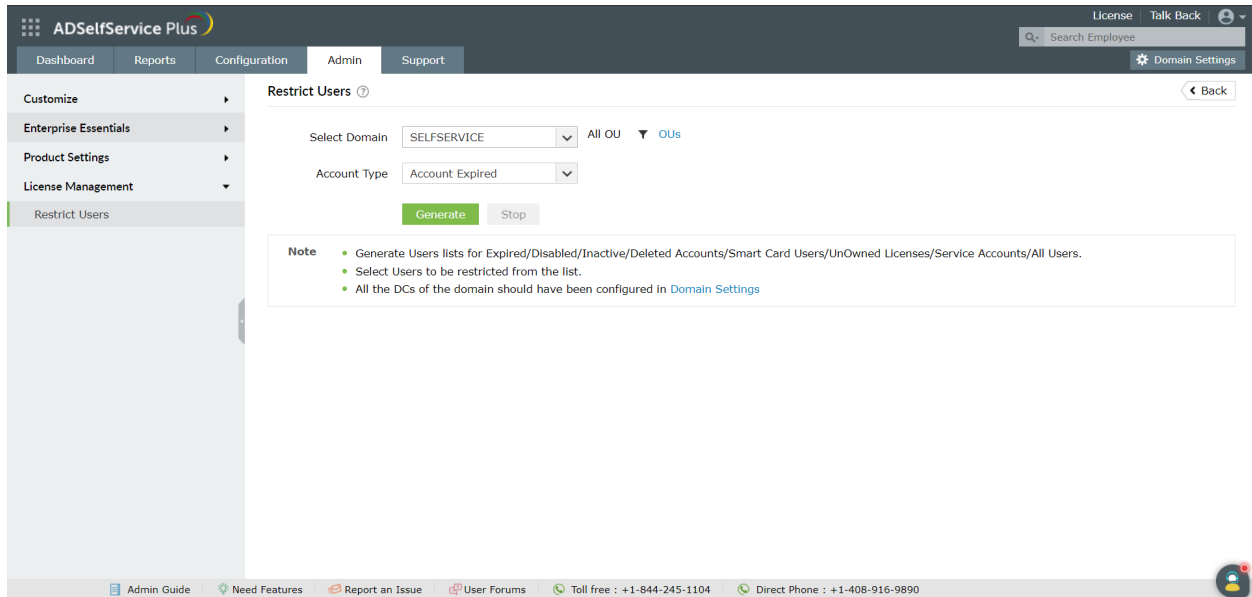 ADSelfService Plus
License Talk Back
Search Employee
Dashboard Reports Configuration Admin Support
Domain Settings
Customize
Enterprise Essentials
Product Settings
License Management
Restrict Users
Restrict Users
Back
Select Domain SELFSERVICE All OU OUs
Account Type Account Expired
Generate Stop
Note
Generate Users lists for Expired/Disabled/Inactive/Deleted Accounts/Smart Card Users/UnOwned Licenses/Service Accounts/All Users.
Select Users to be restricted from the list.
All the DCs of the domain should have been configured in Domain Settings
Admin Guide Need Features Report an Issue User Forums Toll free : +1-844-245-1104 Direct Phone : +1-408-916-9890